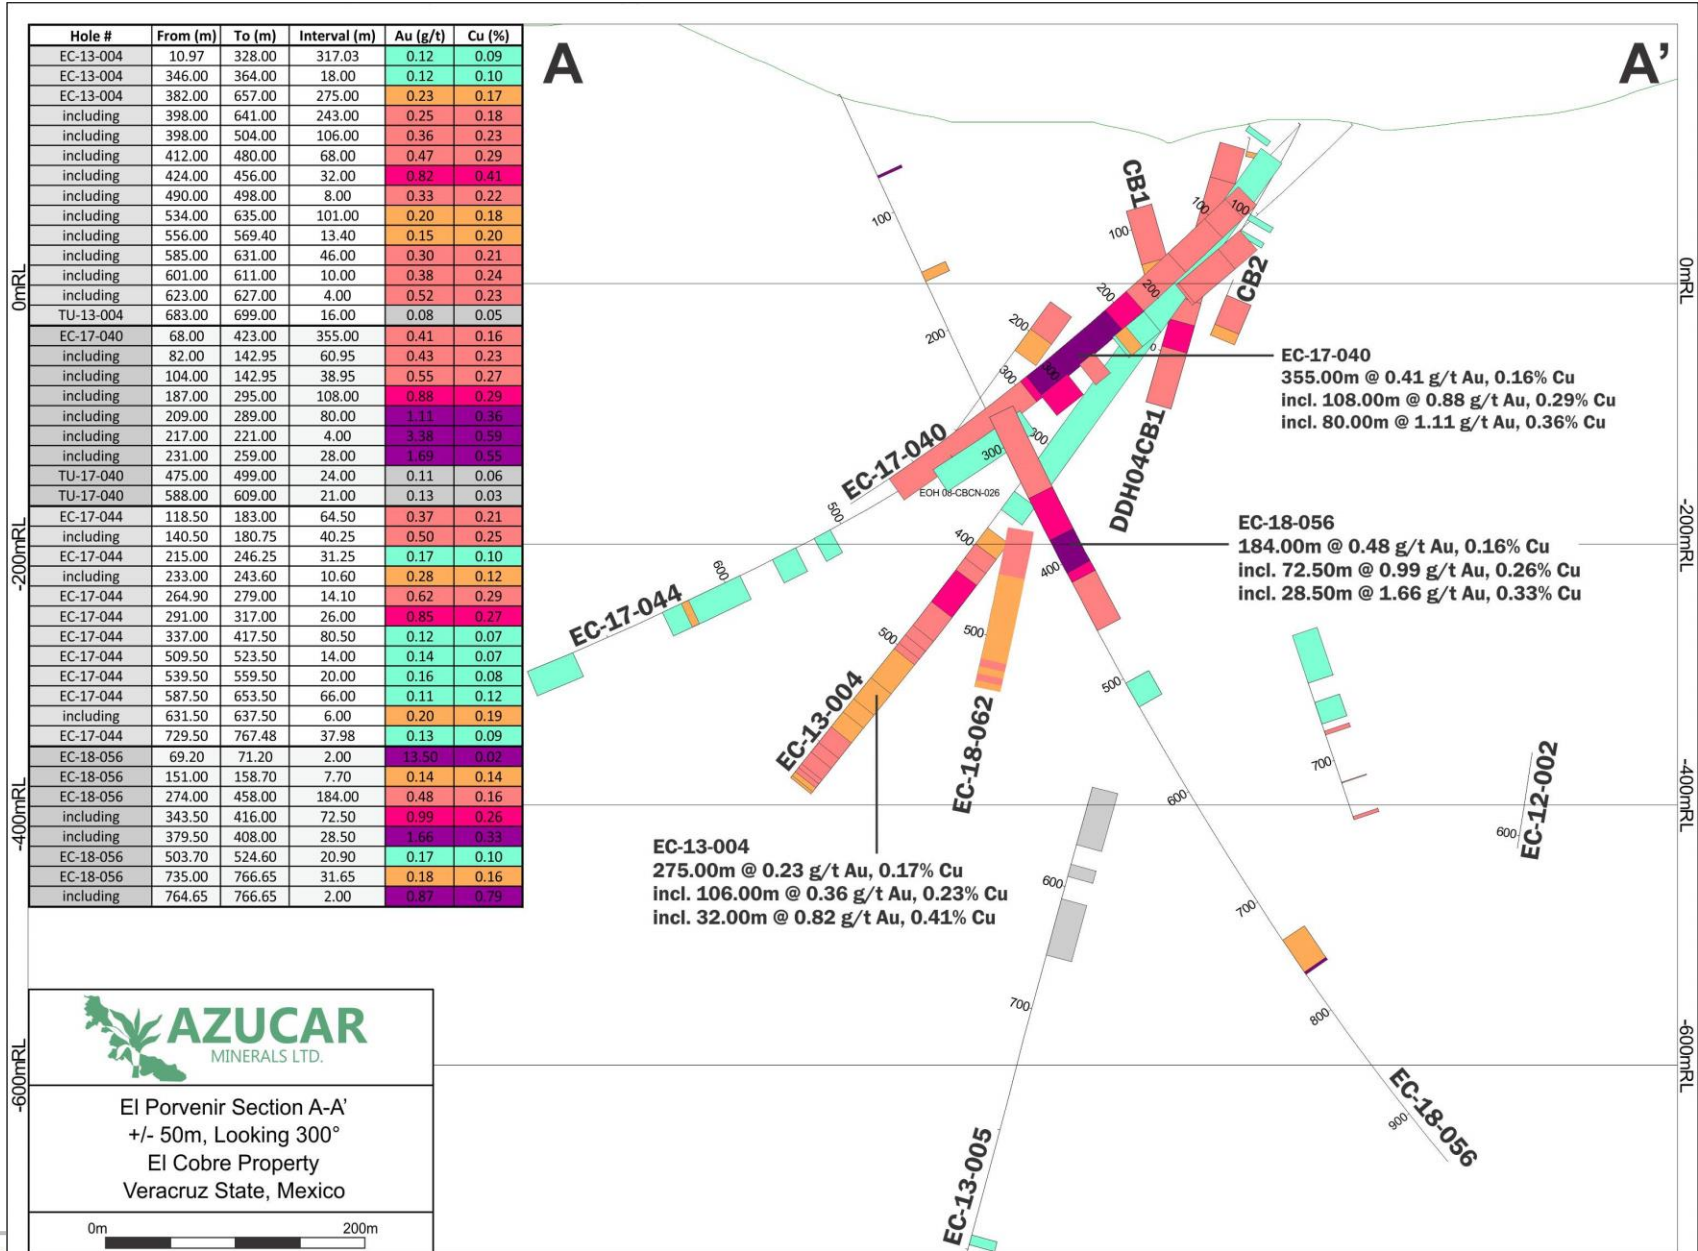 Hole # From (m) To (m) Interval (m) Au (g/t) Cu (%)
EC-13-004 10.97 328.00 317.03 0.12 0.09
EC-13-004 346.00 364.00 18.00 0.12 0.10
EC-13-004 382.00 657.00 275.00 0.23 0.17
including 398.00 641.00 243.00 0.25 0.18
including 398.00 504.00 106.00 0.36 0.23
including 412.00 480.00 68.00 0.47 0.29
including 424.00 456.00 32.00 0.82 0.41
including 490.00 498.00 8.00 0.33 0.22
including 534.00 635.00 101.00 0.20 0.18
including 556.00 569.40 13.40 0.15 0.20
including 585.00 631.00 46.00 0.30 0.21
including 601.00 611.00 10.00 0.38 0.24
including 623.00 627.00 4.00 0.52 0.23
TU-13-004 683.00 699.00 16.00 0.08 0.05
EC-17-040 68.00 423.00 355.00 0.41 0.16
including 82.00 142.95 60.95 0.43 0.23
including 104.00 142.95 38.95 0.55 0.27
including 187.00 295.00 108.00 0.88 0.29
including 209.00 289.00 80.00 1.11 0.36
including 217.00 221.00 4.00 3.38 0.59
including 231.00 259.00 28.00 1.69 0.55
TU-17-040 475.00 499.00 24.00 0.11 0.06
TU-17-040 588.00 609.00 21.00 0.13 0.03
EC-17-044 118.50 183.00 64.50 0.37 0.21
including 140.50 180.75 40.25 0.50 0.25
EC-17-044 215.00 246.25 31.25 0.17 0.10
including 233.00 243.60 10.60 0.28 0.12
EC-17-044 264.90 279.00 14.10 0.62 0.29
EC-17-044 291.00 317.00 26.00 0.85 0.27
EC-17-044 337.00 417.50 80.50 0.12 0.07
EC-17-044 509.50 523.50 14.00 0.14 0.07
EC-17-044 539.50 559.50 20.00 0.16 0.08
EC-17-044 587.50 653.50 66.00 0.11 0.12
including 631.50 637.50 6.00 0.20 0.19
EC-17-044 729.50 767.48 37.98 0.13 0.09
EC-18-056 69.20 71.20 2.00 13.50 0.02
EC-18-056 151.00 158.70 7.70 0.14 0.14
EC-18-056 274.00 458.00 184.00 0.48 0.16
including 343.50 416.00 72.50 0.99 0.26
including 379.50 408.00 28.50 1.66 0.33
EC-18-056 503.70 524.60 20.90 0.17 0.10
EC-18-056 735.00 766.65 31.65 0.18 0.16
including 764.65 766.65 2.00 0.87 0.79
A
A'
0mRL
-200mRL
-400mRL
-600mRL
0mRL
-200mRL
-400mRL
-600mRL
CB1
100
100
100
CB2
100
200
200
200
200
300
300
0
300
300
DDH04CB1
EC-17-040
EOH 08-CBCN-026
EC-17-040
355.00m @ 0.41 g/t Au, 0.16% Cu
incl. 108.00m @ 0.88 g/t Au, 0.29% Cu
incl. 80.00m @ 1.11 g/t Au, 0.36% Cu
500
600
EC-17-044
400
400
500
500
500
EC-18-056
184.00m @ 0.48 g/t Au, 0.16% Cu
incl. 72.50m @ 0.99 g/t Au, 0.26% Cu
incl. 28.50m @ 1.66 g/t Au, 0.33% Cu
EC-13-004
EC-18-062
EC-13-004
275.00m @ 0.23 g/t Au, 0.17% Cu
incl. 106.00m @ 0.36 g/t Au, 0.23% Cu
incl. 32.00m @ 0.82 g/t Au, 0.41% Cu
600
700
600
EC-12-002
600
700
700
800
900
EC-18-056
EC-13-005
AZUCAR
MINERALS LTD.
El Porvenir Section A-A'
+/- 50m, Looking 300°
El Cobre Property
Veracruz State, Mexico
0m 200m